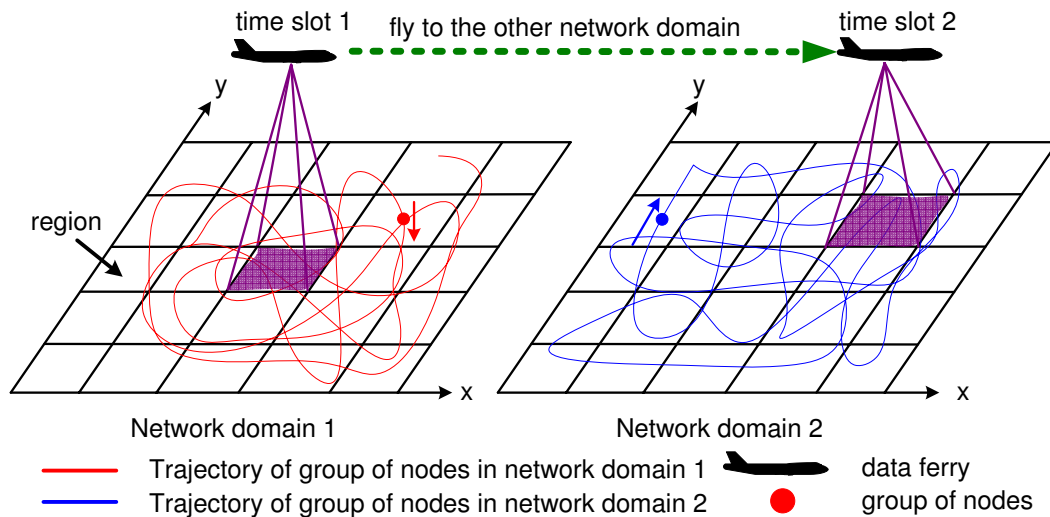 time slot 1
fly to the other network domain
time slot 2
y
y
region
x
x
Network domain 1
Network domain 2
Trajectory of group of nodes in network domain 1
data ferry
Trajectory of group of nodes in network domain 2
group of nodes